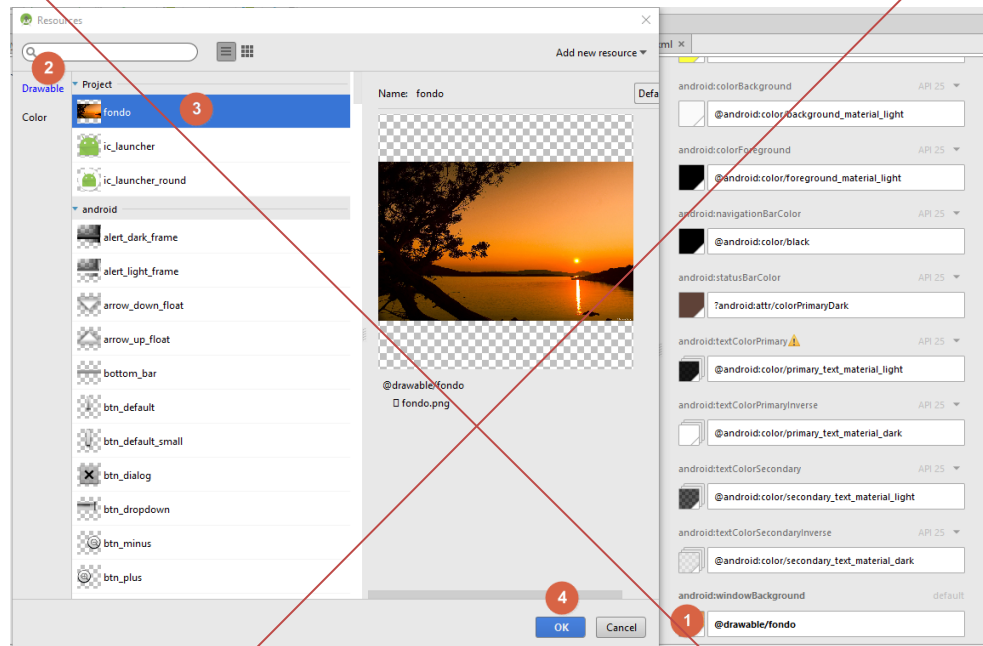 Resources
Add new resource
2
Drawable
Color
Project
fondo
3
ic_launcher
ic_launcher_round
android
alert_dark_frame
alert_light_frame
arrow_down_float
arrow_up_float
bottom_bar
btn_default
btn_default_small
btn_dialog
btn_dropdown
btn_minus
btn_plus
Name: fondo
Defa
@drawable/fondo
fondo.png
4
OK
Cancel
ml ×
android:colorBackground API 25
@android:color/background_material_light
android:colorForeground API 25
@android:color/foreground_material_light
android:navigationBarColor API 25
@android:color/black
android:statusBarColor API 25
?android:attr/colorPrimaryDark
android:textColorPrimary API 25
@android:color/primary_text_material_light
android:textColorPrimaryInverse API 25
@android:color/primary_text_material_dark
android:textColorSecondary API 25
@android:color/secondary_text_material_light
android:textColorSecondaryInverse API 25
@android:color/secondary_text_material_dark
android:windowBackground default
1
@drawable/fondo